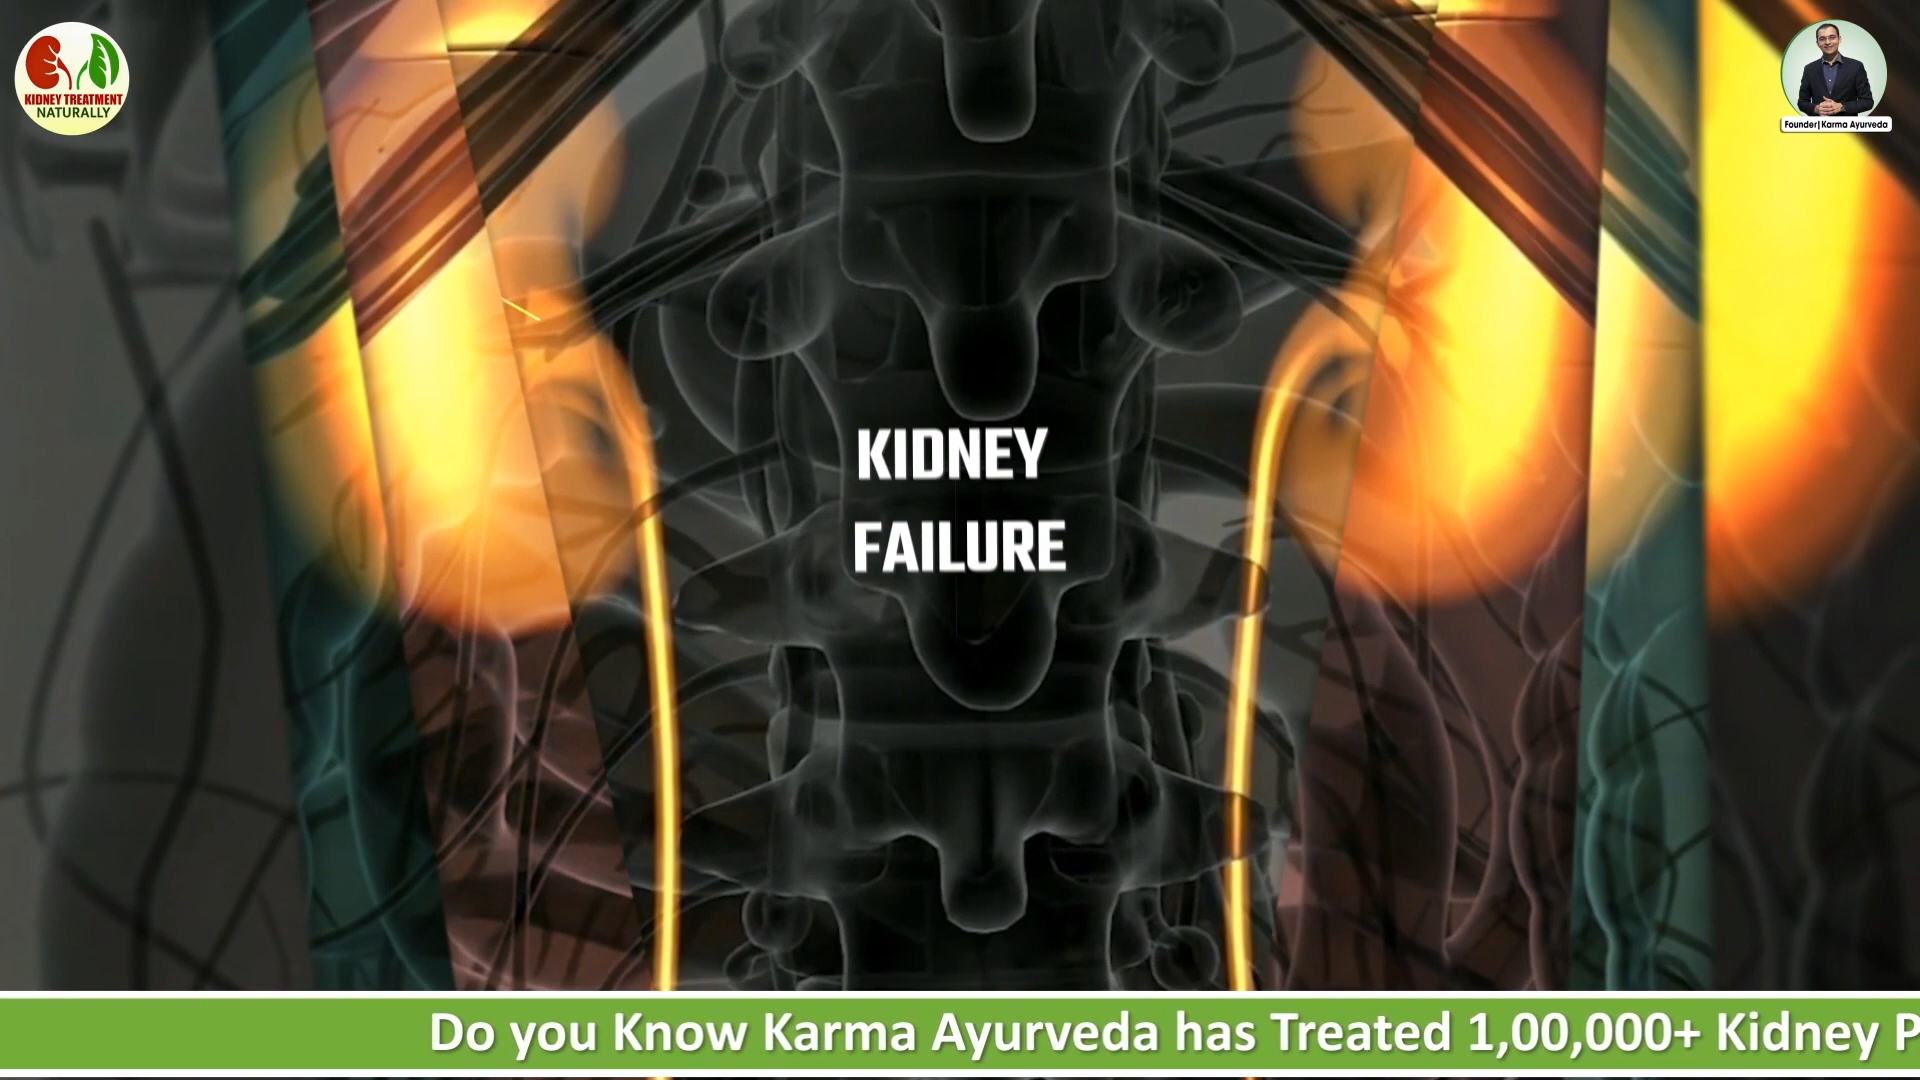 KIDNEY TREATMENT
NATURALLY
Founder|Karma Ayurveda
KIDNEY
FAILURE
Do you Know Karma Ayurveda has Treated 1,00,000+ Kidney P